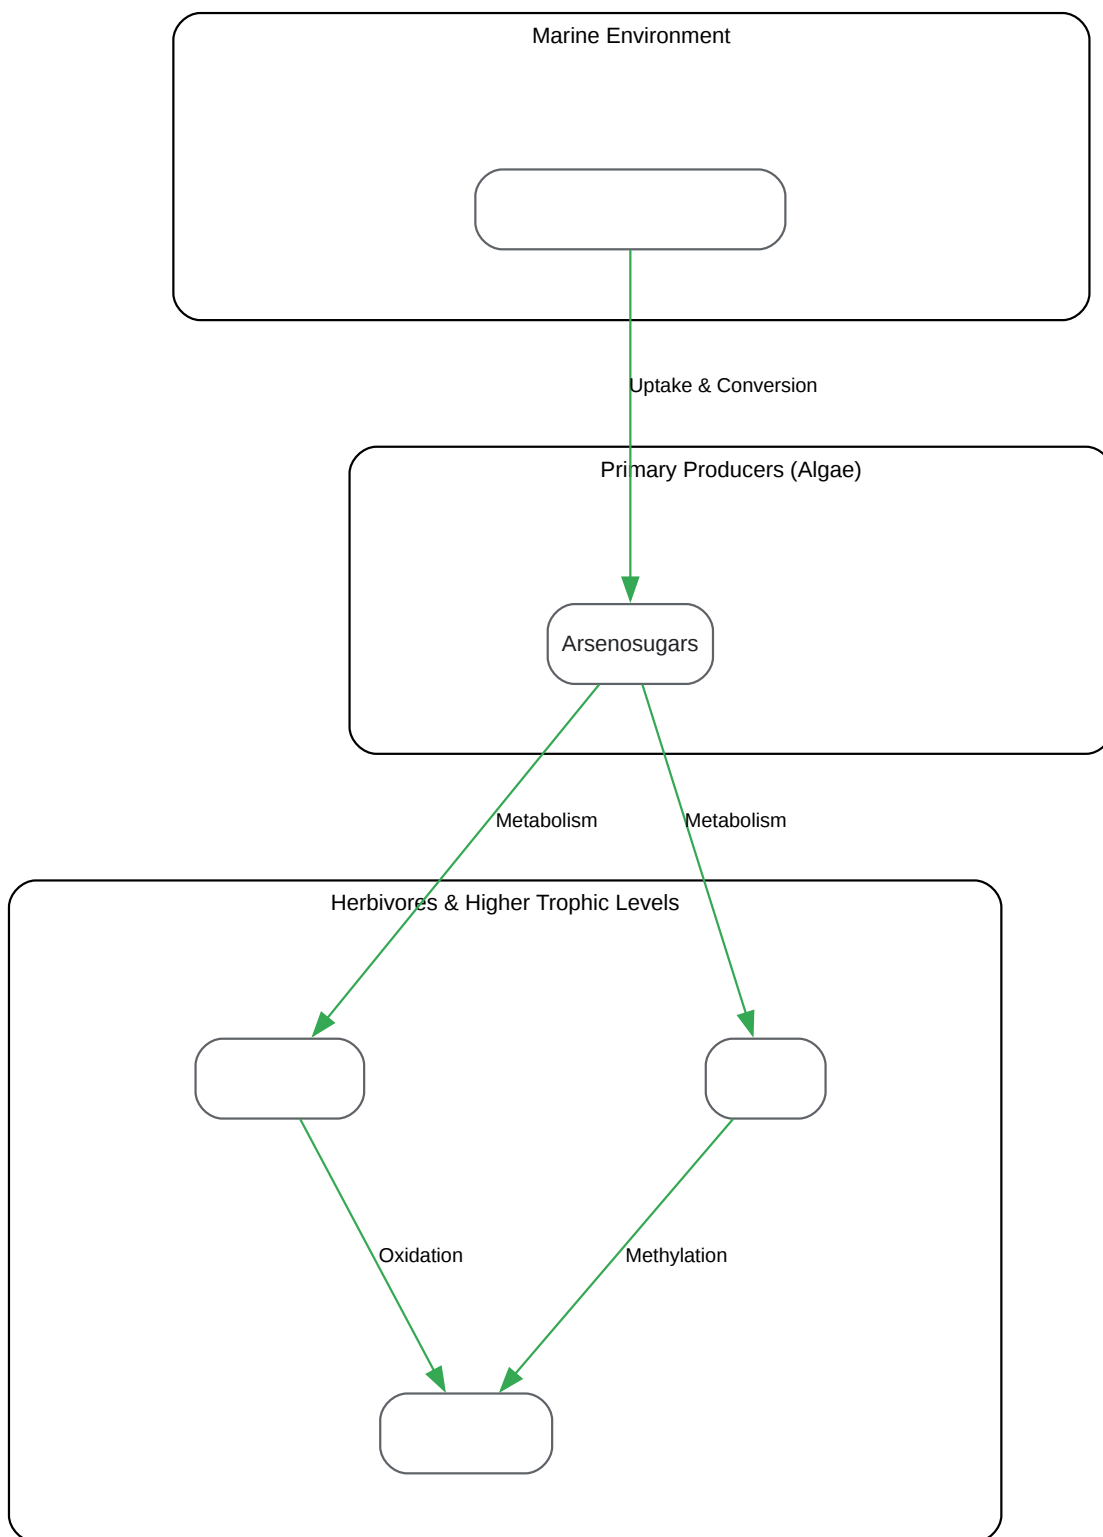 Marine Environment
Uptake & Conversion
Primary Producers (Algae)
Arsenosugars
Metabolism
Metabolism
Herbivores & Higher Trophic Levels
Oxidation
Methylation